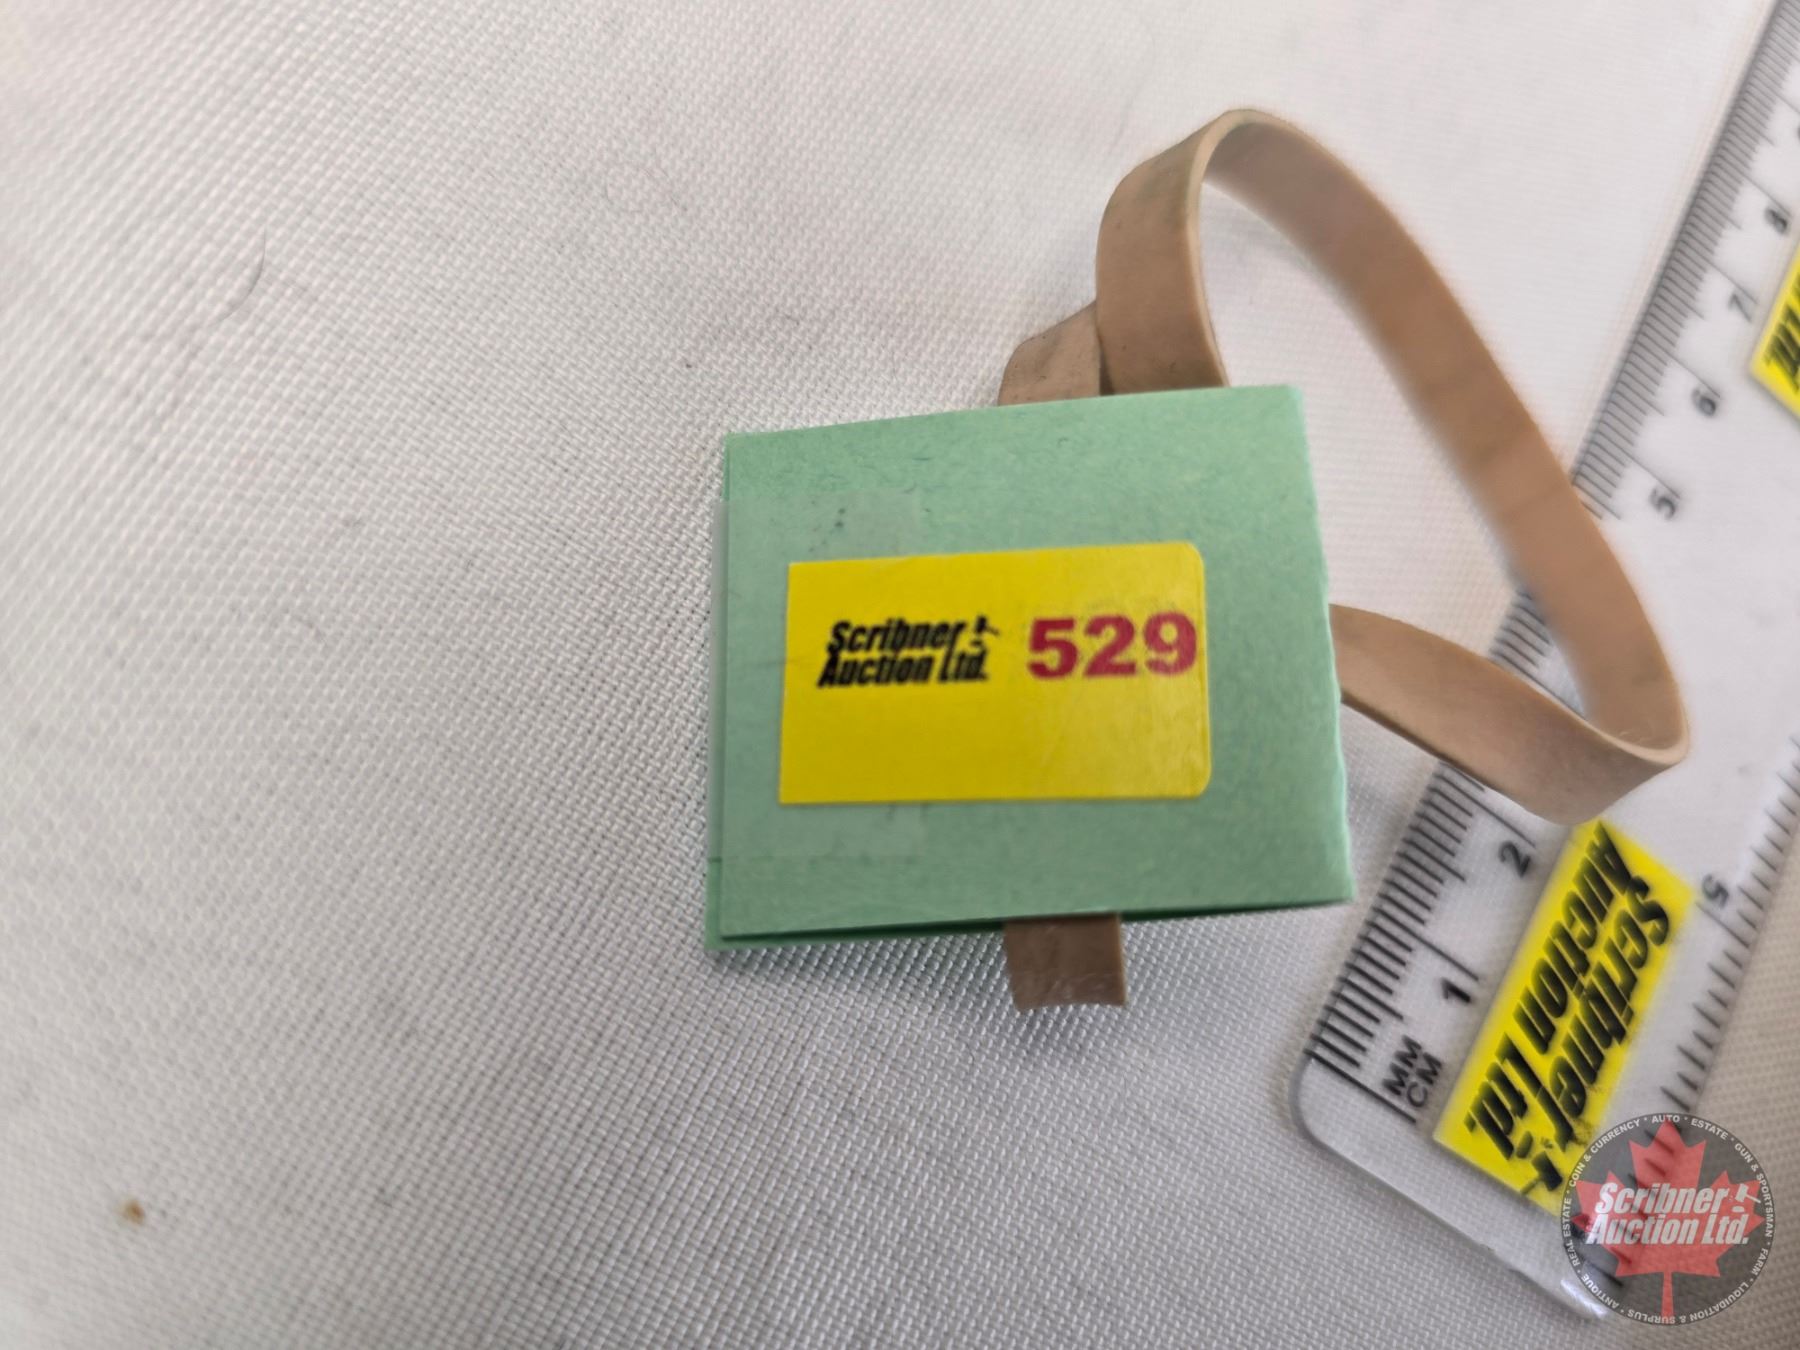 Scribner
Auction Ltd.
529
8
7
6
5
2
1
MM
CM
5
Scribner
Auction Ltd.
Scribner
Auction Ltd.
AUTO · ESTATE · GUN & SPORTSMAN · FARM · LIQUIDATION & SURPLUS · ANTIQUE · REAL ESTATE · COIN & CURRENCY ·